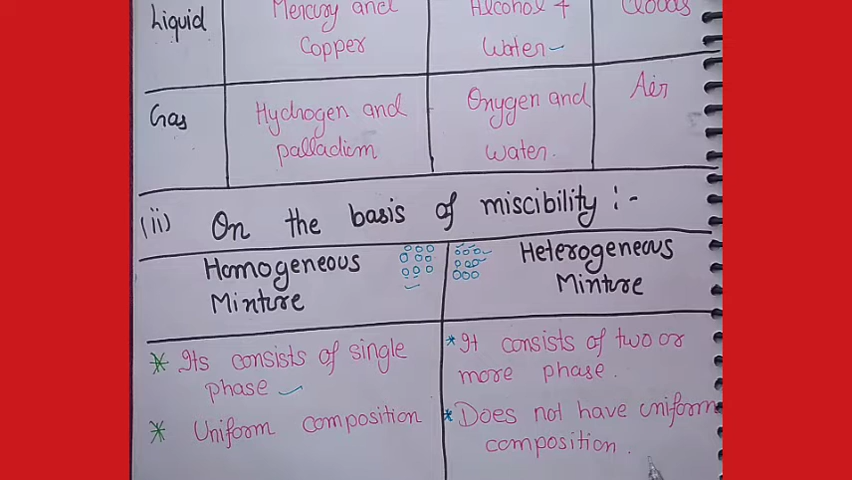 Liquid
Mercury and
Copper
Alcohol +
Water
Clouds
Gas
Hydrogen and
palladium
Oxygen and
water.
Air
(ii) On the basis of miscibility :-
Homogeneous
Mixture
Heterogeneous
Mixture
* Its consists of single
phase
* Uniform composition
* It consists of two or
more phase.
* Does not have uniform
composition.